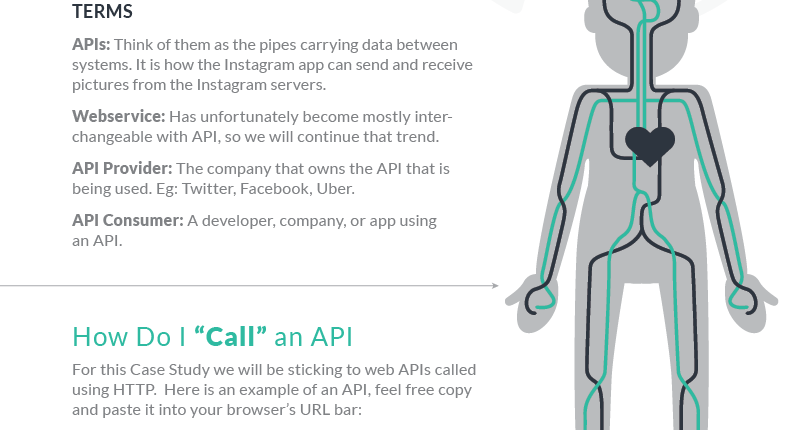 TERMS
APIs: Think of them as the pipes carrying data between
systems. It is how the Instagram app can send and receive
pictures from the Instagram servers.
Webservice: Has unfortunately become mostly inter-
changeable with API, so we will continue that trend.
API Provider: The company that owns the API that is
being used. Eg: Twitter, Facebook, Uber.
API Consumer: A developer, company, or app using
an API.
How Do I “Call” an API
For this Case Study we will be sticking to web APIs called
using HTTP.  Here is an example of an API, feel free copy
and paste it into your browser’s URL bar: